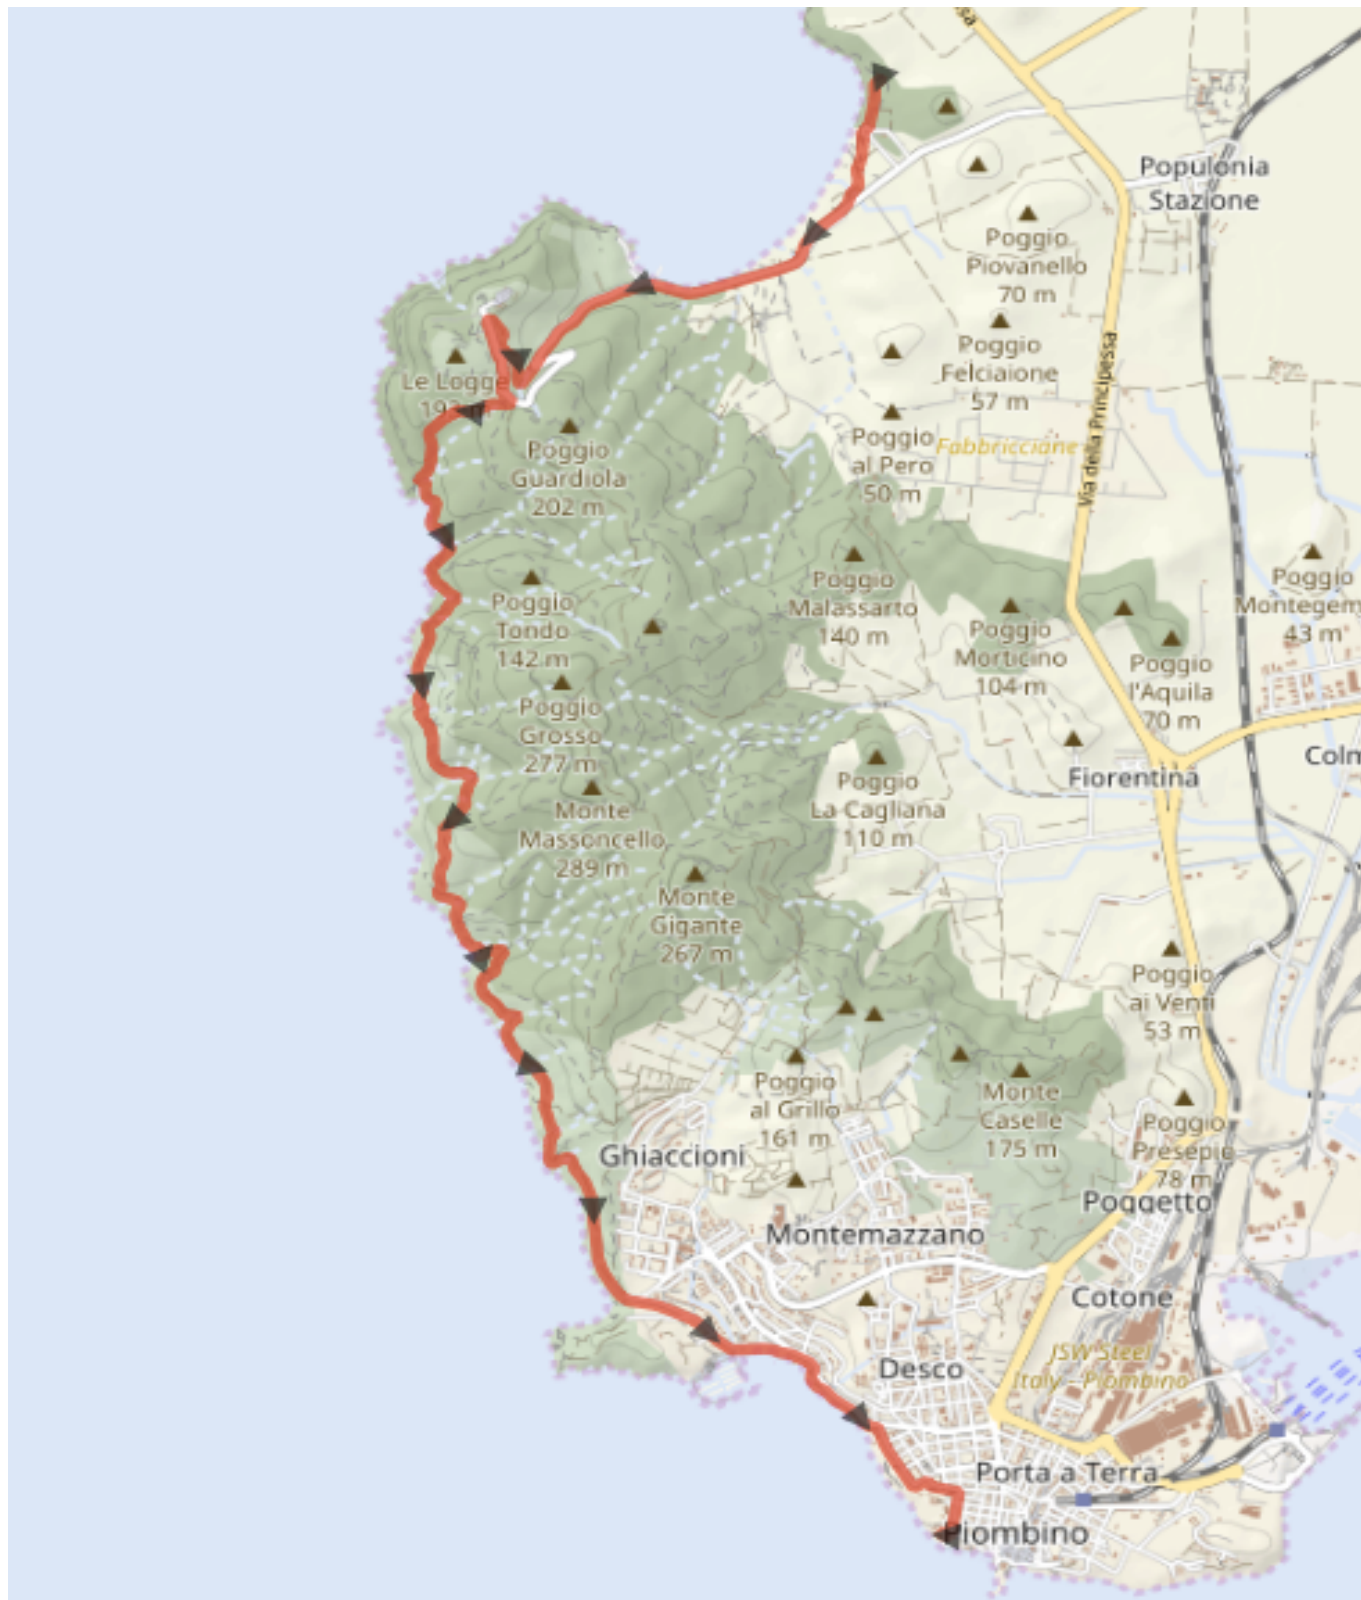 sa
Populonia
Stazione
Poggio
Piovanello
70 m
Poggio
Felciaione
57 m
Via della Principessa
Le Logge
Poggio
Guardiola
202 m
Poggio
al Pero
50 m
Fabbricciane
Poggio
Malassarto
140 m
Poggio
Tondo
142 m
Poggio
Morticino
104 m
Poggio
l'Aquila
70 m
Poggio
Montegem
43 m
Poggio
Grosso
277 m
Monte
Massoncello
289 m
Poggio
La Cagliana
110 m
Fiorentina
Colm
Monte
Gigante
267 m
Poggio
ai Venti
53 m
Poggio
al Grillo
161 m
Monte
Caselle
175 m
Poggio
Presepio
78 m
Ghiaccioni
Poggetto
Montemazzano
Cotone
Desco
JSW Steel
Italy - Piombino
Porta a Terra
Piombino